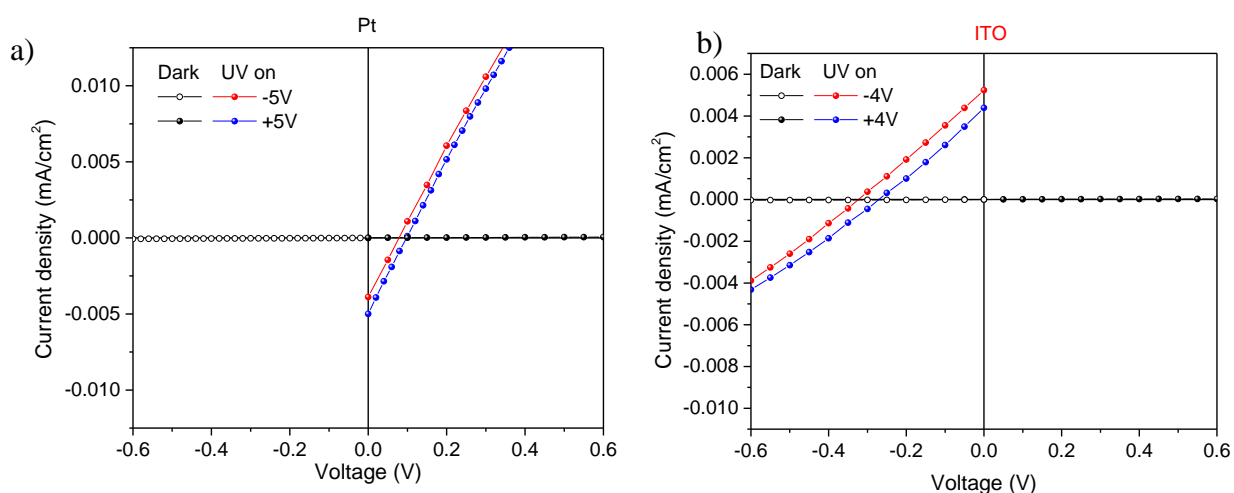 a)
Pt
Dark UV on
-5V
+5V
0.010
0.005
0.000
-0.005
-0.010
Current density (mA/cm²)
-0.6 -0.4 -0.2 0.0 0.2 0.4 0.6
Voltage (V)
b)
ITO
Dark UV on
-4V
+4V
0.006
0.004
0.002
0.000
-0.002
-0.004
-0.006
-0.008
-0.010
Current density (mA/cm²)
-0.6 -0.4 -0.2 0.0 0.2 0.4 0.6
Voltage (V)